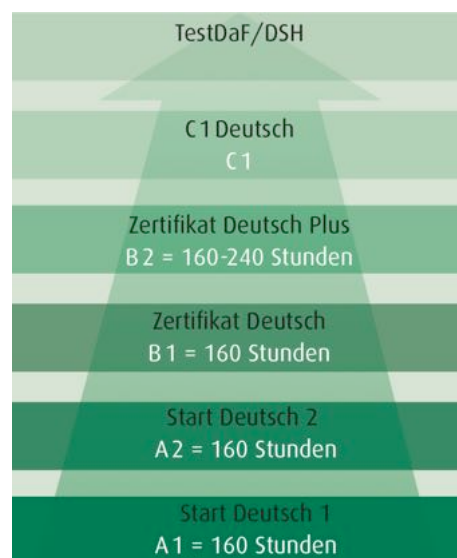 TestDaF/DSH
C1 Deutsch
C1
Zertifikat Deutsch Plus
B2 = 160-240 Stunden
Zertifikat Deutsch
B1 = 160 Stunden
Start Deutsch 2
A2 = 160 Stunden
Start Deutsch 1
A1 = 160 Stunden